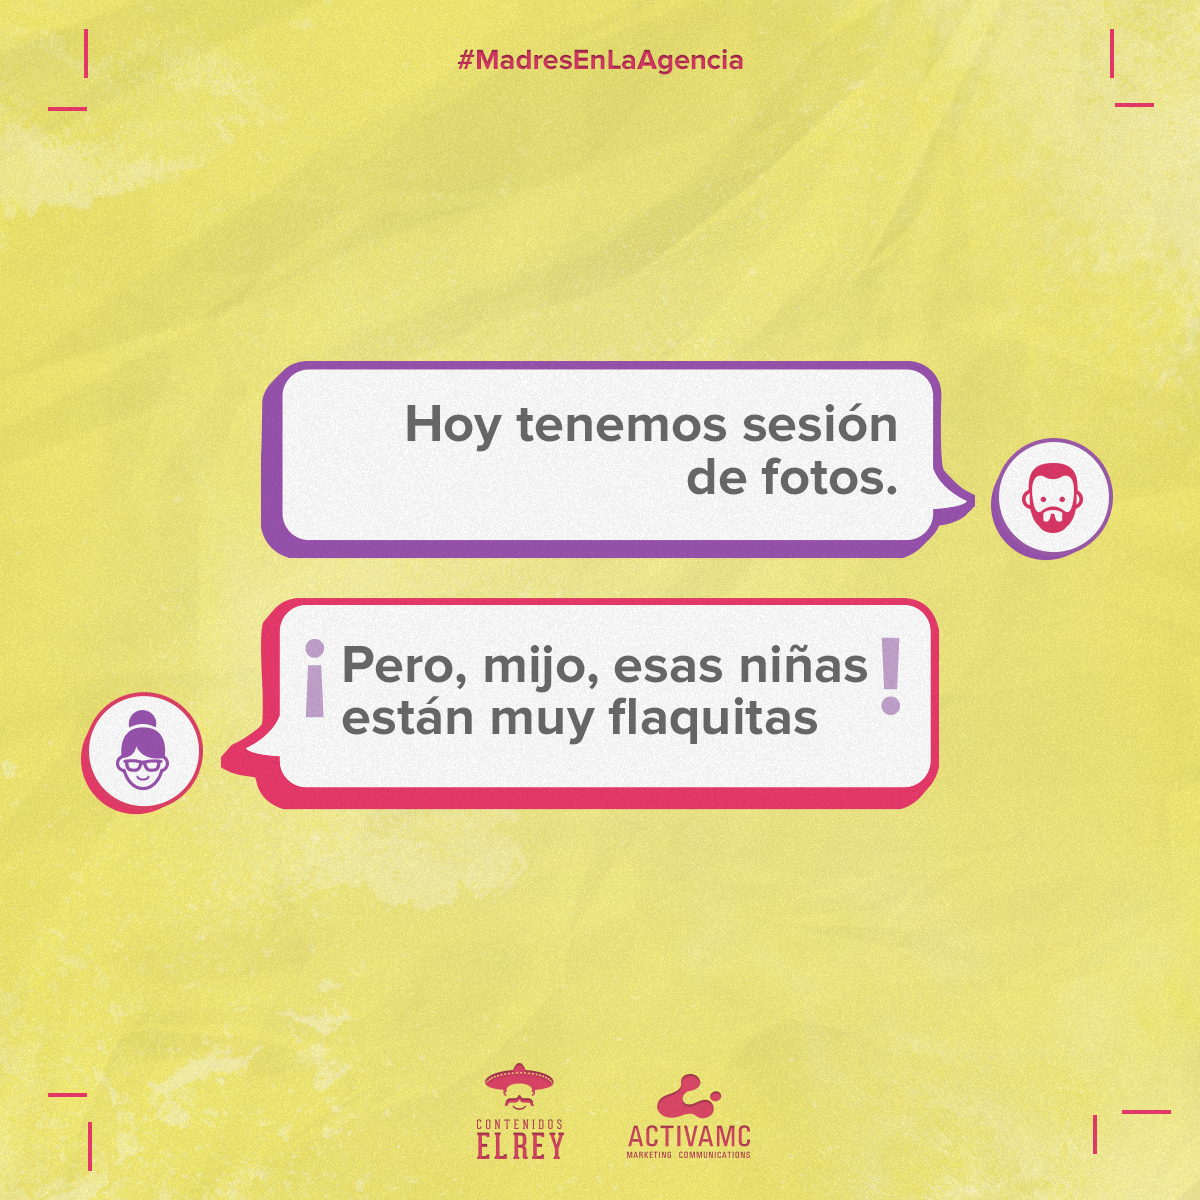 #MadresEnLaAgencia
Hoy tenemos sesión
de fotos.
¡Pero, mijo, esas niñas!
están muy flaquitas
CONTENIDOS
EL REY
ACTIVAMC
MARKETING COMMUNICATIONS